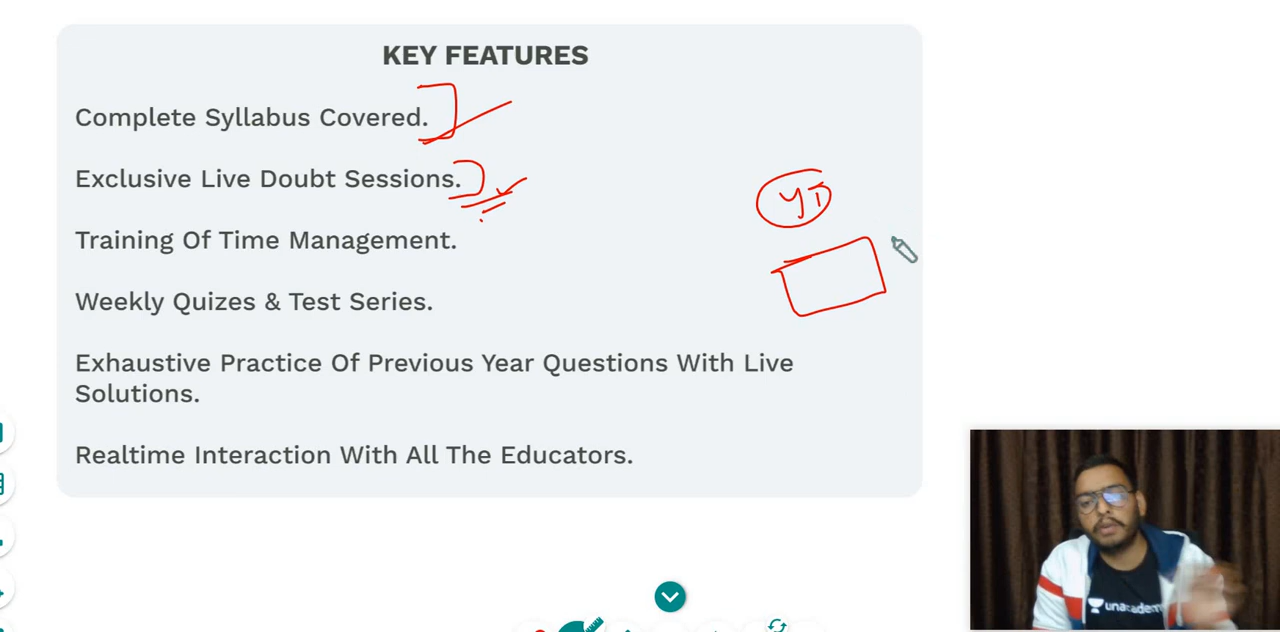 KEY FEATURES
Complete Syllabus Covered.
Exclusive Live Doubt Sessions.
YT
Training Of Time Management.
Weekly Quizes & Test Series.
Exhaustive Practice Of Previous Year Questions With Live
Solutions.
Realtime Interaction With All The Educators.